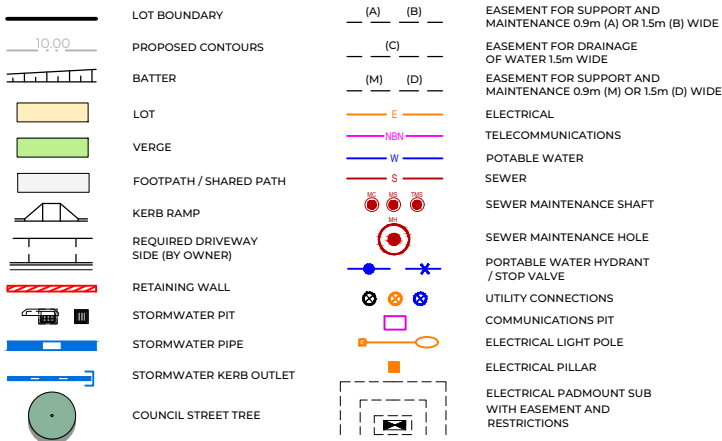 LOT BOUNDARY
10.00
PROPOSED CONTOURS
BATTER
LOT
VERGE
FOOTPATH / SHARED PATH
KERB RAMP
REQUIRED DRIVEWAY
SIDE (BY OWNER)
RETAINING WALL
STORMWATER PIT
STORMWATER PIPE
STORMWATER KERB OUTLET
COUNCIL STREET TREE
(A) (B)
EASEMENT FOR SUPPORT AND
MAINTENANCE 0.9m (A) OR 1.5m (B) WIDE
(C)
EASEMENT FOR DRAINAGE
OF WATER 1.5m WIDE
(M) (D)
EASEMENT FOR SUPPORT AND
MAINTENANCE 0.9m (M) OR 1.5m (D) WIDE
E
ELECTRICAL
NBN
TELECOMMUNICATIONS
W
POTABLE WATER
S
SEWER
MC MS TMS
SEWER MAINTENANCE SHAFT
MH
SEWER MAINTENANCE HOLE
PORTABLE WATER HYDRANT
/ STOP VALVE
UTILITY CONNECTIONS
COMMUNICATIONS PIT
ELECTRICAL LIGHT POLE
ELECTRICAL PILLAR
ELECTRICAL PADMOUNT SUB
WITH EASEMENT AND
RESTRICTIONS